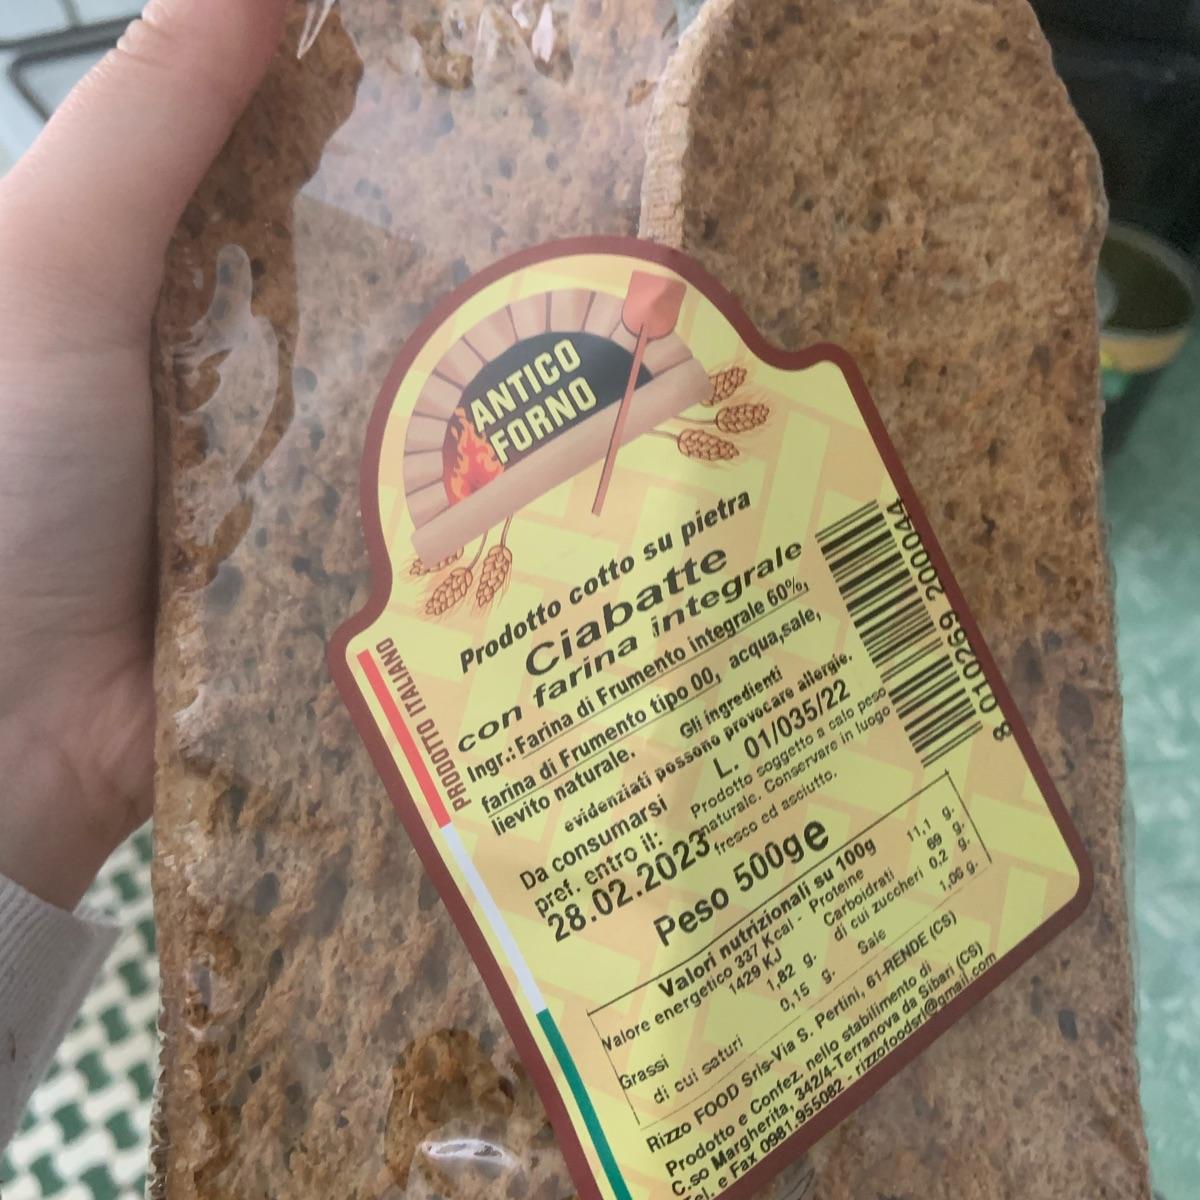 ANTICO
FORNO
Prodotto cotto su pietra
Ciabatte
con farina integrale
Ingr.: Farina di Frumento integrale 60%,
farina di Frumento tipo 00, acqua,sale,
lievito naturale. Gli ingredienti
evidenziati possono provocare allergie.
Da consumarsi
pref. entro il:
28.02.2023
L. 01/035/22
Prodotto soggetto a calo peso
naturale. Conservare in luogo
fresco ed asciutto.
Peso 500g e
Valori nutrizionali su 100g
Valore energetico 337 Kcal - 1429 KJ
Grassi 1,82 g.
di cui saturi 0,15 g.
Proteine 11,1 g.
Carboidrati 69 g.
di cui zuccheri 0,2 g.
Sale 1,06 g.
Rizzo FOOD Srls-Via S. Pertini, 61-RENDE (CS)
Prodotto e Confez. nello stabilimento di
C.so Margherita, 342/4-Terranova da Sibari (CS)
Tel. e Fax 0981.955082 - rizzofoodsrl@gmail.com
PRODOTTO ITALIANO
8 010269 200044